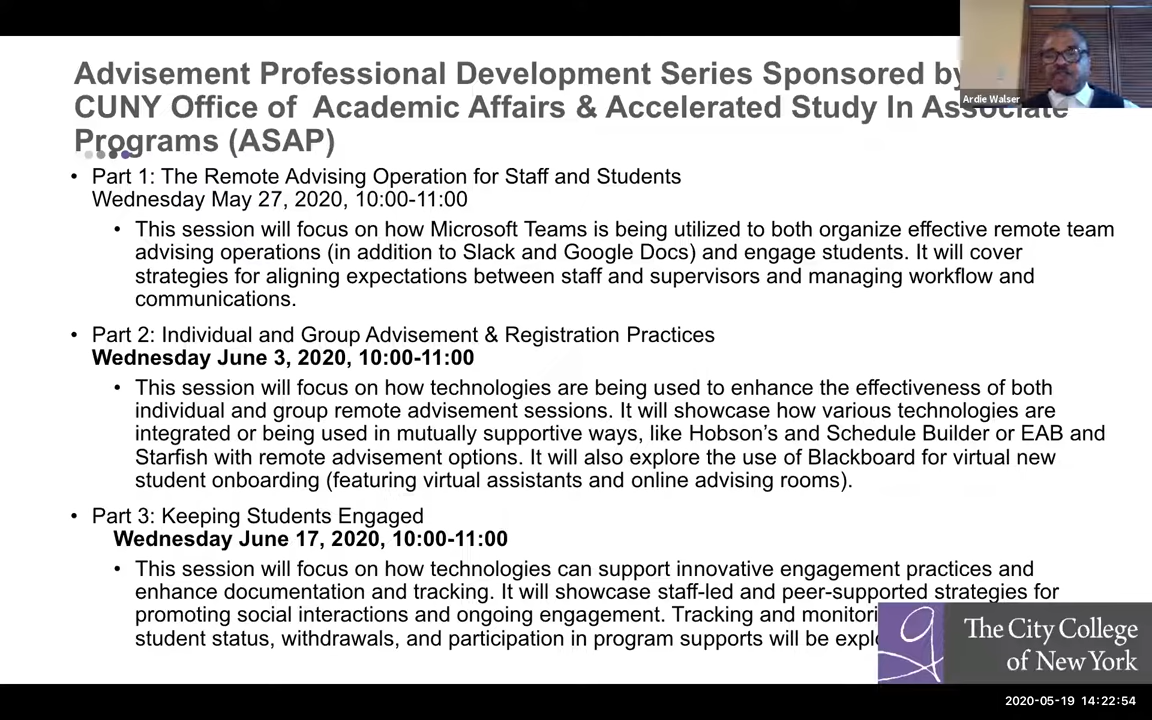 Advisement Professional Development Series Sponsored by
CUNY Office of Academic Affairs & Accelerated Study In Associate
Programs (ASAP)
Ardie Walser
• Part 1: The Remote Advising Operation for Staff and Students
Wednesday May 27, 2020, 10:00-11:00
• This session will focus on how Microsoft Teams is being utilized to both organize effective remote team
advising operations (in addition to Slack and Google Docs) and engage students. It will cover
strategies for aligning expectations between staff and supervisors and managing workflow and
communications.
• Part 2: Individual and Group Advisement & Registration Practices
Wednesday June 3, 2020, 10:00-11:00
• This session will focus on how technologies are being used to enhance the effectiveness of both
individual and group remote advisement sessions. It will showcase how various technologies are
integrated or being used in mutually supportive ways, like Hobson's and Schedule Builder or EAB and
Starfish with remote advisement options. It will also explore the use of Blackboard for virtual new
student onboarding (featuring virtual assistants and online advising rooms).
• Part 3: Keeping Students Engaged
Wednesday June 17, 2020, 10:00-11:00
• This session will focus on how technologies can support innovative engagement practices and
enhance documentation and tracking. It will showcase staff-led and peer-supported strategies for
promoting social interactions and ongoing engagement. Tracking and
student status, withdrawals, and participation in program supports will be
The City College
of New York
2020-05-19 14:22:54